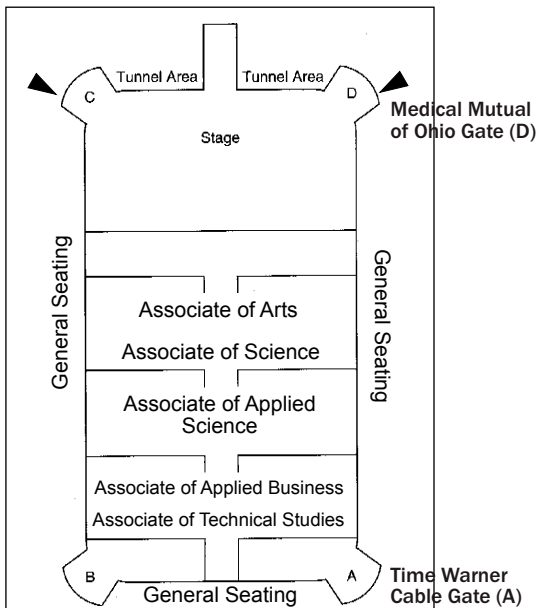 Tunnel Area
Tunnel Area
C
D
Medical Mutual
of Ohio Gate (D)
Stage
General Seating
General Seating
Associate of Arts
Associate of Science
Associate of Applied
Science
Associate of Applied Business
Associate of Technical Studies
B
A
Time Warner
Cable Gate (A)
General Seating